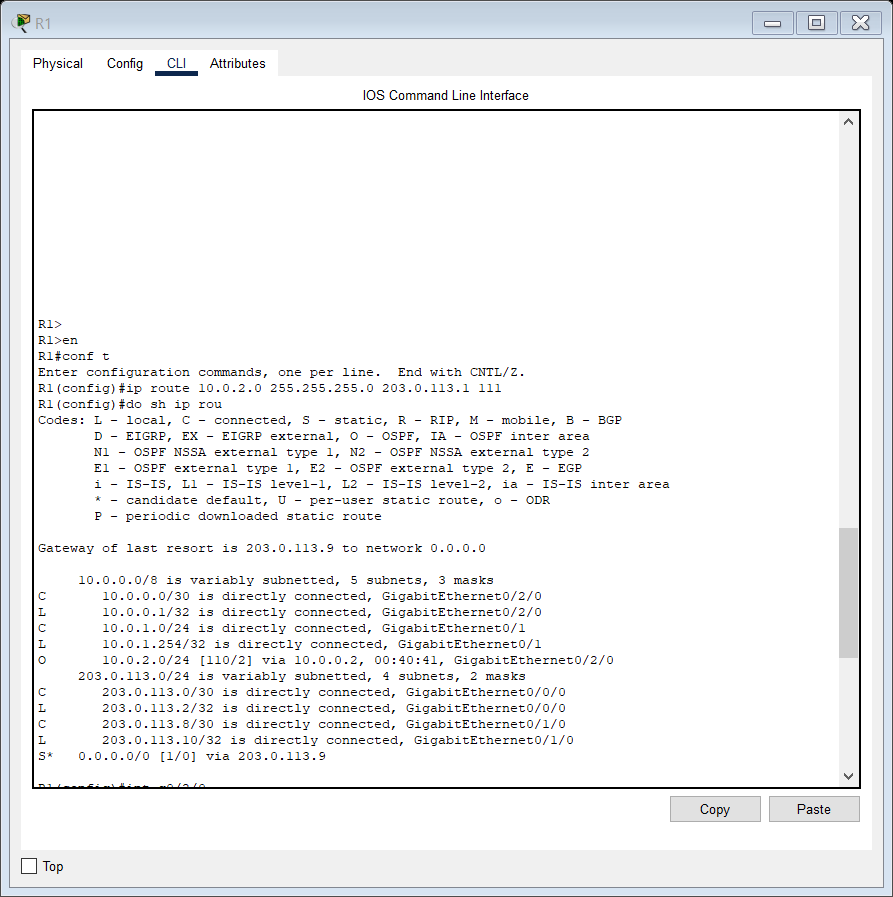 R1
Physical Config CLI Attributes
IOS Command Line Interface
R1>
R1>en
R1#conf t
Enter configuration commands, one per line.  End with CNTL/Z.
R1(config)#ip route 10.0.2.0 255.255.255.0 203.0.113.1 111
R1(config)#do sh ip rou
Codes: L - local, C - connected, S - static, R - RIP, M - mobile, B - BGP
       D - EIGRP, EX - EIGRP external, O - OSPF, IA - OSPF inter area
       N1 - OSPF NSSA external type 1, N2 - OSPF NSSA external type 2
       E1 - OSPF external type 1, E2 - OSPF external type 2, E - EGP
       i - IS-IS, L1 - IS-IS level-1, L2 - IS-IS level-2, ia - IS-IS inter area
       * - candidate default, U - per-user static route, o - ODR
       P - periodic downloaded static route
Gateway of last resort is 203.0.113.9 to network 0.0.0.0
     10.0.0.0/8 is variably subnetted, 5 subnets, 3 masks
C       10.0.0.0/30 is directly connected, GigabitEthernet0/2/0
L       10.0.0.1/32 is directly connected, GigabitEthernet0/2/0
C       10.0.1.0/24 is directly connected, GigabitEthernet0/1
L       10.0.1.254/32 is directly connected, GigabitEthernet0/1
O       10.0.2.0/24 [110/2] via 10.0.0.2, 00:40:41, GigabitEthernet0/2/0
     203.0.113.0/24 is variably subnetted, 4 subnets, 2 masks
C       203.0.113.0/30 is directly connected, GigabitEthernet0/0/0
L       203.0.113.2/32 is directly connected, GigabitEthernet0/0/0
C       203.0.113.8/30 is directly connected, GigabitEthernet0/1/0
L       203.0.113.10/32 is directly connected, GigabitEthernet0/1/0
S*   0.0.0.0/0 [1/0] via 203.0.113.9
R1(config)#int
Copy Paste
Top